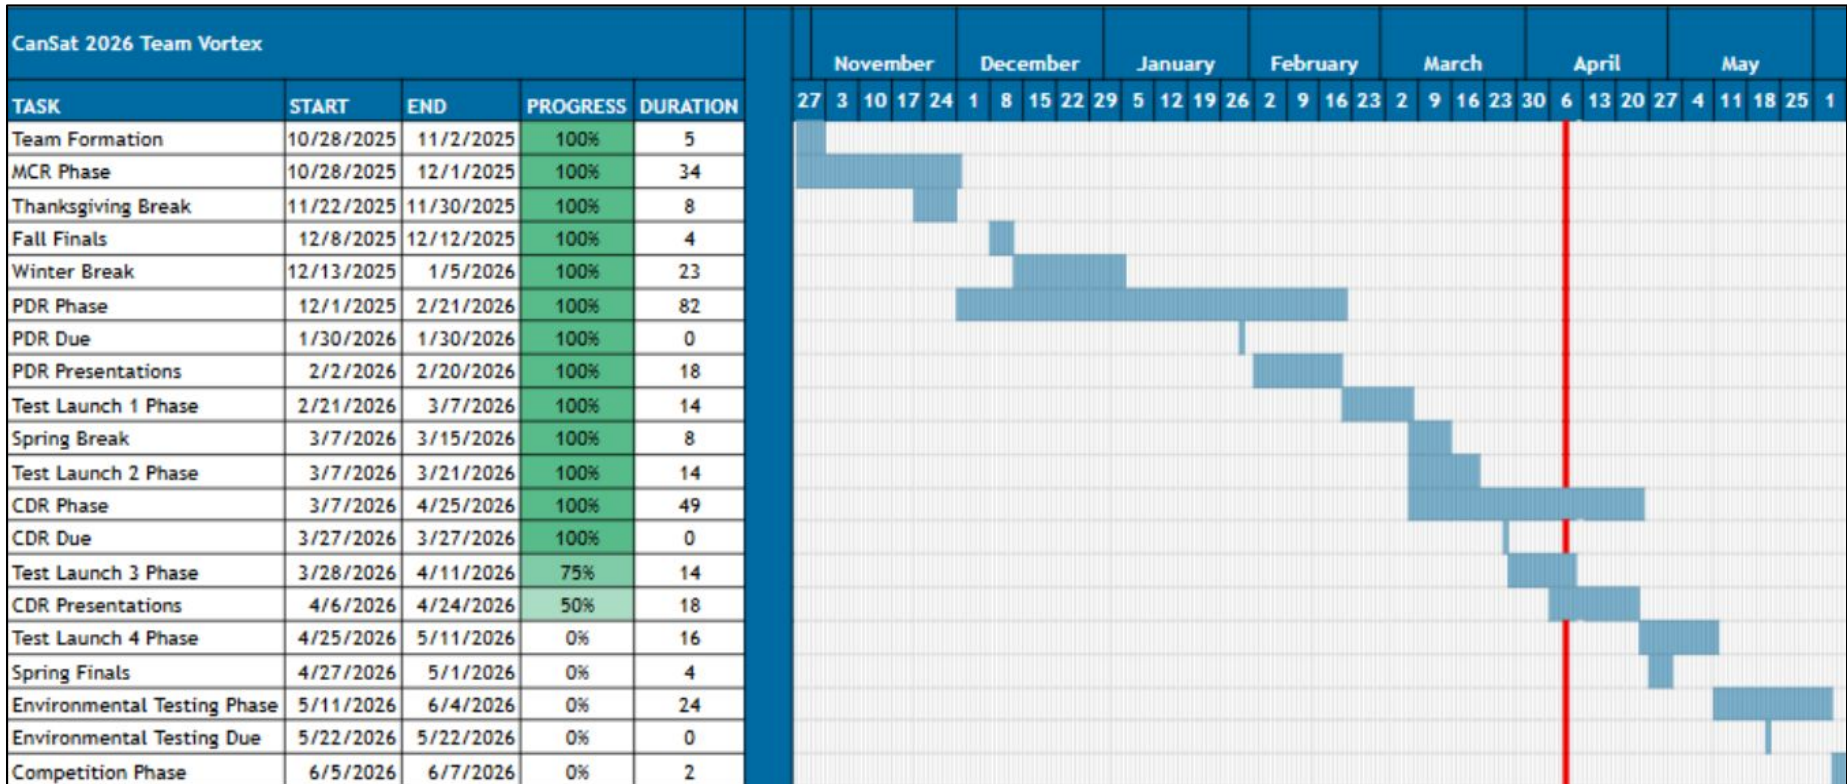 CanSat 2026 Team Vortex
November December January February March April May
TASK START END PROGRESS DURATION 27 3 10 17 24 1 8 15 22 29 5 12 19 26 2 9 16 23 2 9 16 23 30 6 13 20 27 4 11 18 25 1
Team Formation 10/28/2025 11/2/2025 100% 5
MCR Phase 10/28/2025 12/1/2025 100% 34
Thanksgiving Break 11/22/2025 11/30/2025 100% 8
Fall Finals 12/8/2025 12/12/2025 100% 4
Winter Break 12/13/2025 1/5/2026 100% 23
PDR Phase 12/1/2025 2/21/2026 100% 82
PDR Due 1/30/2026 1/30/2026 100% 0
PDR Presentations 2/2/2026 2/20/2026 100% 18
Test Launch 1 Phase 2/21/2026 3/7/2026 100% 14
Spring Break 3/7/2026 3/15/2026 100% 8
Test Launch 2 Phase 3/7/2026 3/21/2026 100% 14
CDR Phase 3/7/2026 4/25/2026 100% 49
CDR Due 3/27/2026 3/27/2026 100% 0
Test Launch 3 Phase 3/28/2026 4/11/2026 75% 14
CDR Presentations 4/6/2026 4/24/2026 50% 18
Test Launch 4 Phase 4/25/2026 5/11/2026 0% 16
Spring Finals 4/27/2026 5/1/2026 0% 4
Environmental Testing Phase 5/11/2026 6/4/2026 0% 24
Environmental Testing Due 5/22/2026 5/22/2026 0% 0
Competition Phase 6/5/2026 6/7/2026 0% 2